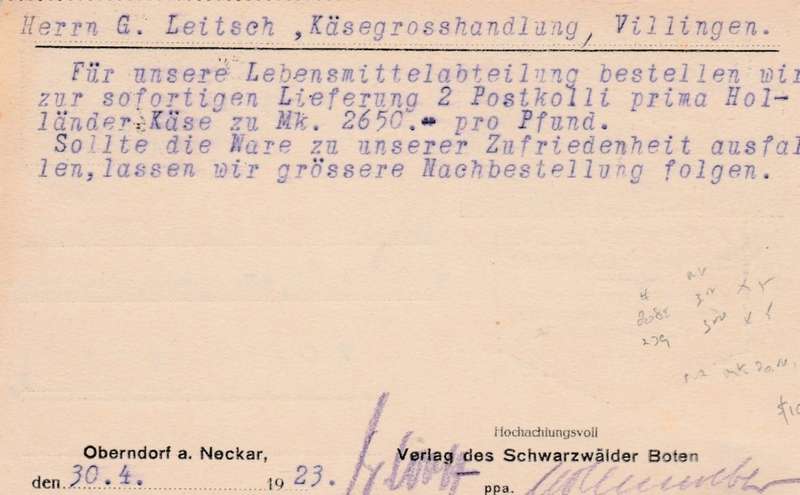 Herrn G. Leitsch ,Käsegrosshandlung, Villingen.
Für unsere Lebensmittelabteilung bestellen wir
zur sofortigen Lieferung 2 Postkolli prima Hol-
länder Käse zu Mk. 2650.- pro Pfund.
Sollte die Ware zu unserer Zufriedenheit ausfal
len,lassen wir grössere Nachbestellung folgen.
Hochachtungsvoll
Oberndorf a. Neckar, Verlag des Schwarzwälder Boten
den 30.4. 1923. ppa.